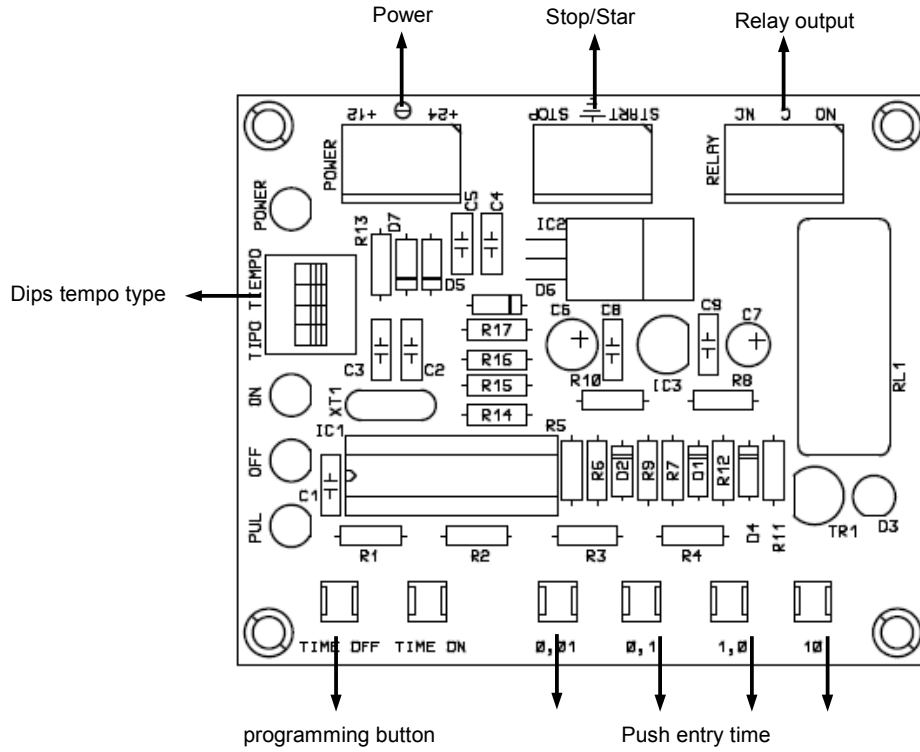 Power
Stop/Star
Relay output
+12 ⊖ +24
STOP START
NC C NO
POWER
RELAY
POWER
R13
D7
C5
C4
IC2
Dips tempo type
TIPO TIEMPO
D5
D6
C6
C8
C9
C7
R17
R16
R15
R14
C3
C2
R10
IC3
R8
RL1
XT1
ON
IC1
R5
OFF
C1
R6
D2
R9
R7
D1
R12
PUL
R1
R2
R3
R4
D4
R11
TR1
D3
TIME OFF TIME ON 0,01 0,1 1,0 10
programming button
Push entry time